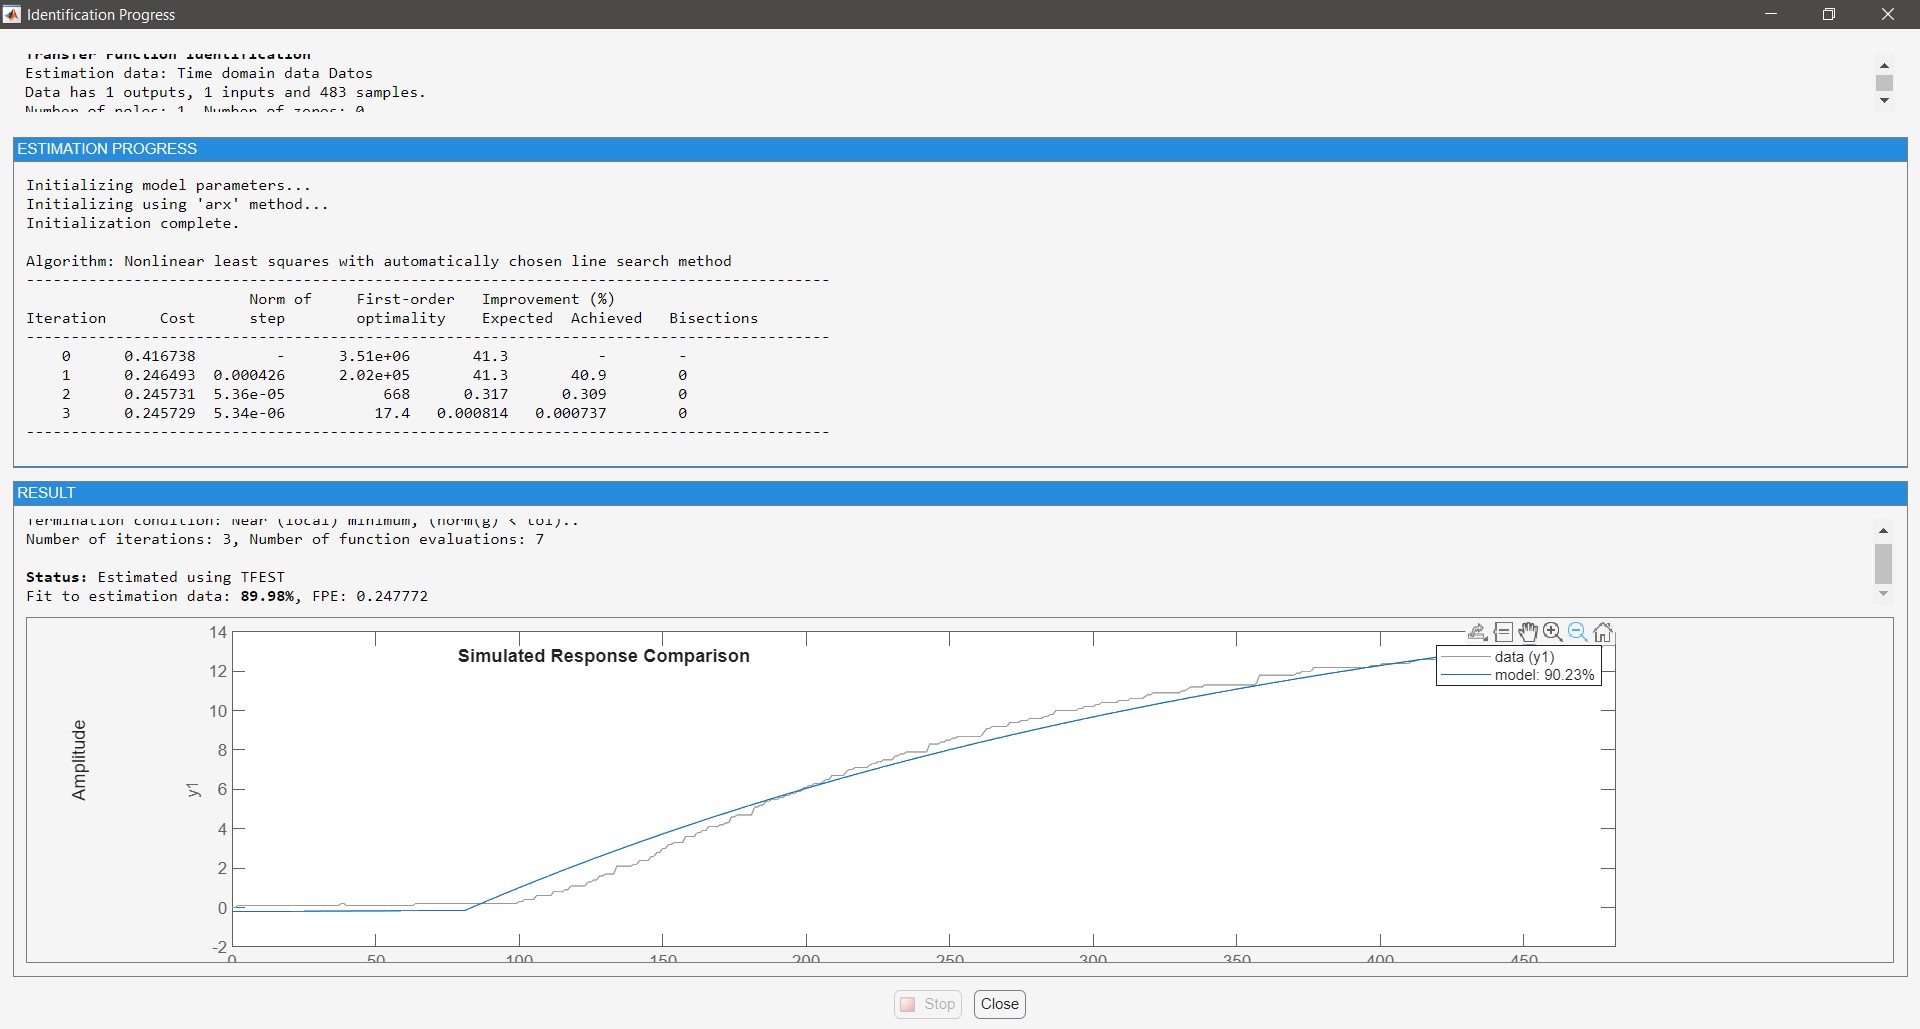 Identification Progress
Transfer Function Identification
Estimation data: Time domain data Datos
Data has 1 outputs, 1 inputs and 483 samples.
Number of poles: 1, Number of zeros: 0
ESTIMATION PROGRESS
Initializing model parameters...
Initializing using 'arx' method...
Initialization complete.
Algorithm: Nonlinear least squares with automatically chosen line search method
------------------------------------------------------------------------------------------
Norm of First-order Improvement (%)
Iteration Cost step optimality Expected Achieved Bisections
------------------------------------------------------------------------------------------
0 0.416738 - 3.51e+06 41.3 - -
1 0.246493 0.000426 2.02e+05 41.3 40.9 0
2 0.245731 5.36e-05 668 0.317 0.309 0
3 0.245729 5.34e-06 17.4 0.000814 0.000737 0
------------------------------------------------------------------------------------------
RESULT
Termination condition: Near (local) minimum, (norm(g) < tol)..
Number of iterations: 3, Number of function evaluations: 7
Status: Estimated using TFEST
Fit to estimation data: 89.98%, FPE: 0.247772
Simulated Response Comparison
data (y1)
model: 90.23%
Amplitude
y1
14
12
10
8
6
4
2
0
-2
0 50 100 150 200 250 300 350 400 450
Stop Close